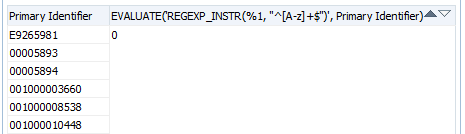 Primary Identifier EVALUATE('REGEXP_INSTR(%1, "^[A-z]+$")', Primary Identifier)
E9265981 0
00005893
00005894
001000003660
001000008538
001000010448